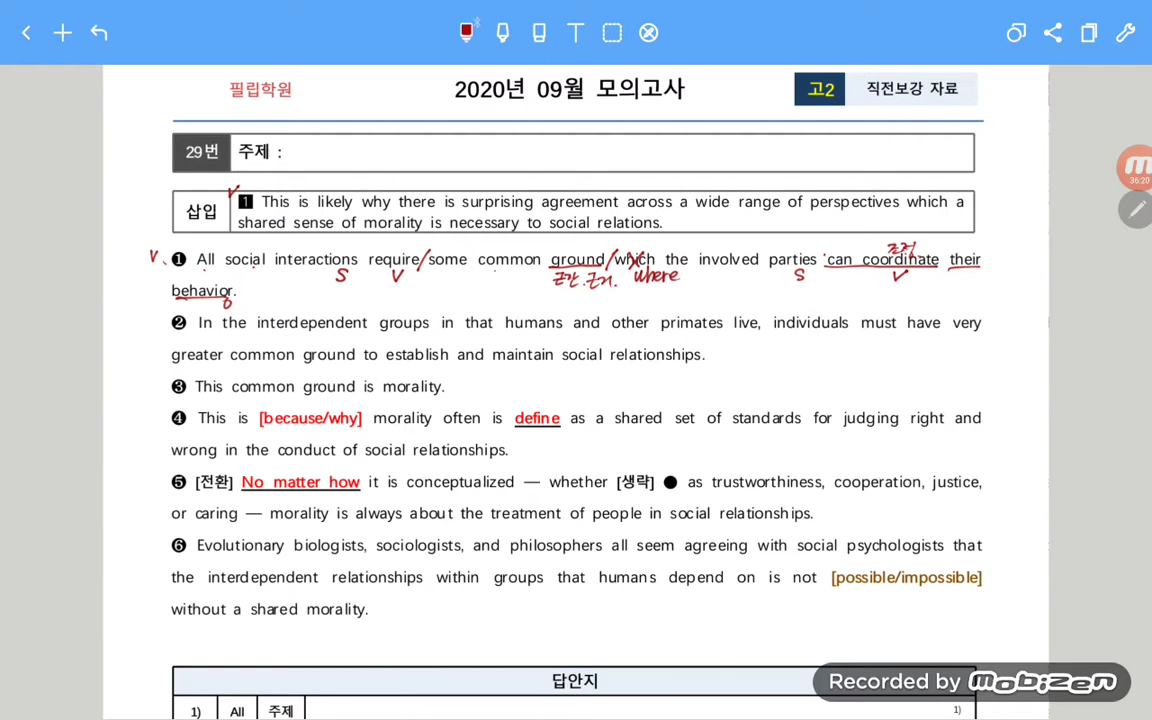 필립학원
2020년 09월 모의고사
고2
직전보강 자료
29번 주제 :
삽입
1 This is likely why there is surprising agreement across a wide range of perspectives which a
shared sense of morality is necessary to social relations.
조정
V
❶ All social interactions require/some common ground/which the involved parties can coordinate their
S V 근간.근거. where S V
behavior.
O
❷ In the interdependent groups in that humans and other primates live, individuals must have very
greater common ground to establish and maintain social relationships.
❸ This common ground is morality.
❹ This is [because/why] morality often is define as a shared set of standards for judging right and
wrong in the conduct of social relationships.
❺ [전환] No matter how it is conceptualized — whether [생략] ● as trustworthiness, cooperation, justice,
or caring — morality is always about the treatment of people in social relationships.
❻ Evolutionary biologists, sociologists, and philosophers all seem agreeing with social psychologists that
the interdependent relationships within groups that humans depend on is not [possible/impossible]
without a shared morality.
답안지
1) All 주제 1)
36:20
Recorded by mobizen